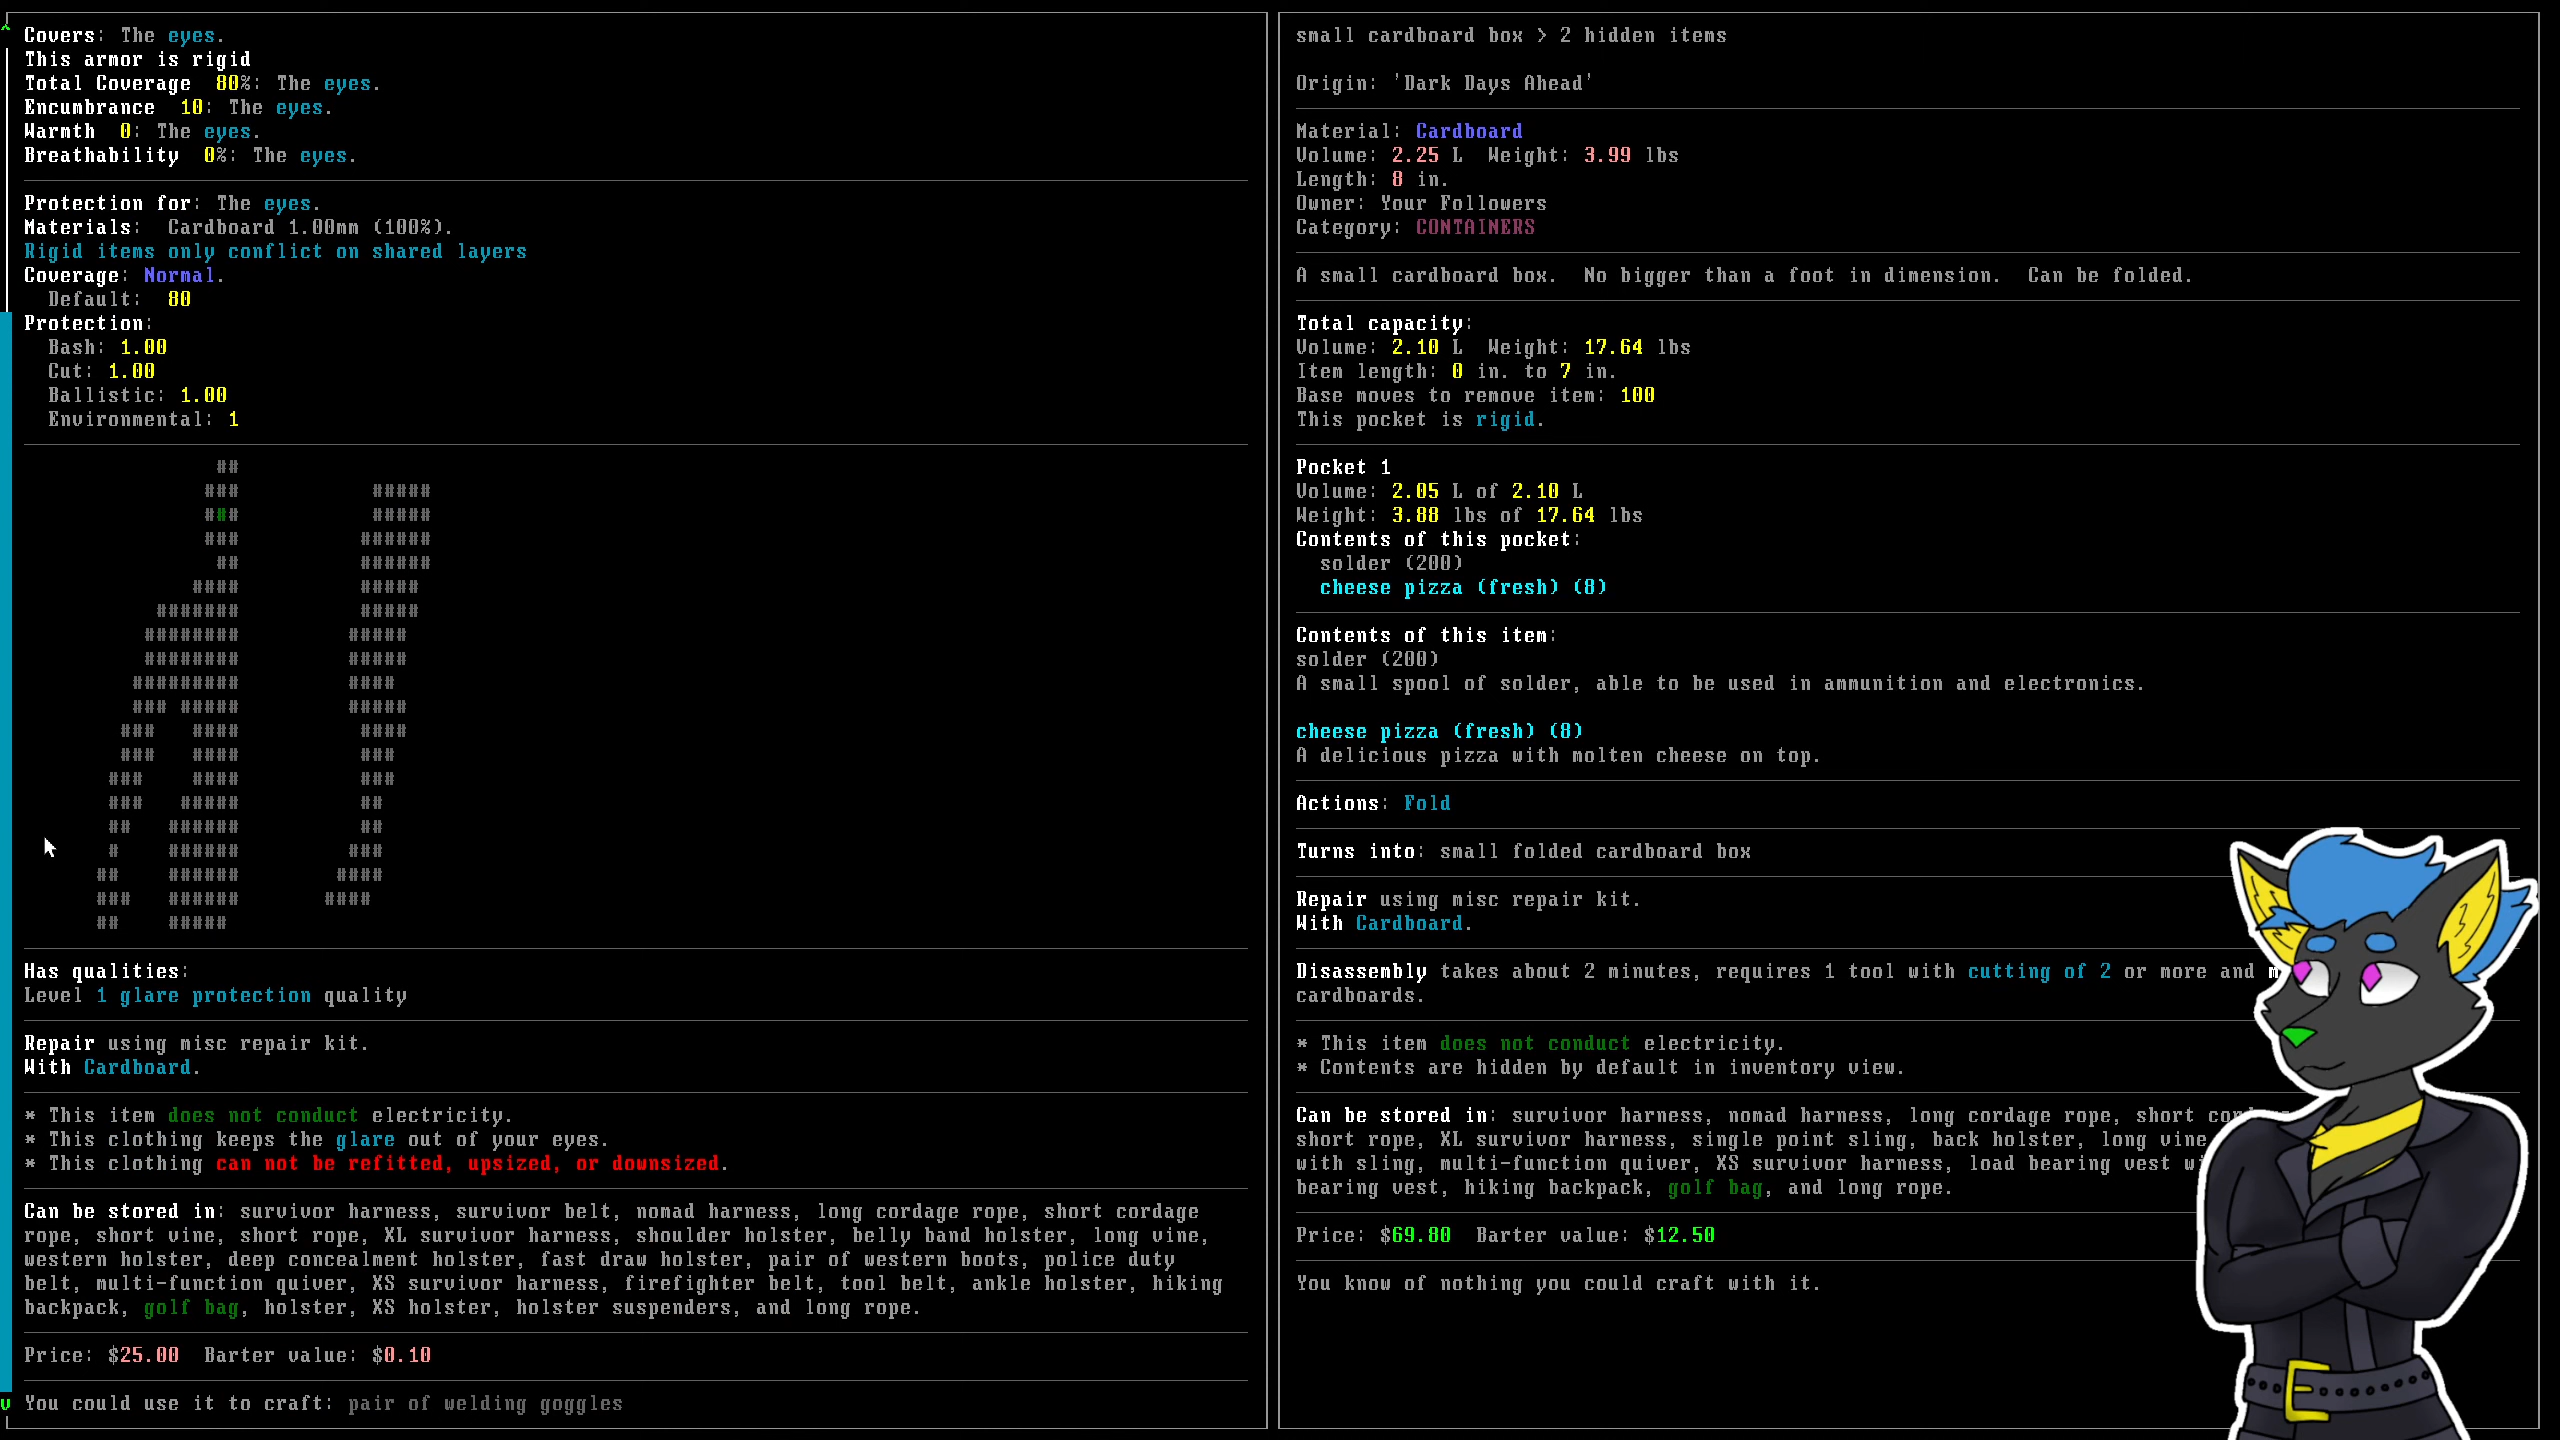 Covers: The eyes.
This armor is rigid
Total Coverage  80%: The eyes.
Encumbrance  10: The eyes.
Warmth  0: The eyes.
Breathability  0%: The eyes.
Protection for: The eyes.
Materials:  Cardboard 1.00mm (100%).
Rigid items only conflict on shared layers
Coverage: Normal.
Default:  80
Protection:
Bash: 1.00
Cut: 1.00
Ballistic: 1.00
Environmental: 1
Has qualities:
Level 1 glare protection quality
Repair using misc repair kit.
With Cardboard.
* This item does not conduct electricity.
* This clothing keeps the glare out of your eyes.
* This clothing can not be refitted, upsized, or downsized.
Can be stored in: survivor harness, survivor belt, nomad harness, long cordage rope, short cordage
rope, short vine, short rope, XL survivor harness, shoulder holster, belly band holster, long vine,
western holster, deep concealment holster, fast draw holster, pair of western boots, police duty
belt, multi-function quiver, XS survivor harness, firefighter belt, tool belt, ankle holster, hiking
backpack, golf bag, holster, XS holster, holster suspenders, and long rope.
Price: $25.00  Barter value: $0.10
You could use it to craft: pair of welding goggles
small cardboard box > 2 hidden items
Origin: 'Dark Days Ahead'
Material: Cardboard
Volume: 2.25 L  Weight: 3.99 lbs
Length: 8 in.
Owner: Your Followers
Category: CONTAINERS
A small cardboard box.  No bigger than a foot in dimension.  Can be folded.
Total capacity:
Volume: 2.10 L  Weight: 17.64 lbs
Item length: 0 in. to 7 in.
Base moves to remove item: 100
This pocket is rigid.
Pocket 1
Volume: 2.05 L of 2.10 L
Weight: 3.88 lbs of 17.64 lbs
Contents of this pocket:
solder (200)
cheese pizza (fresh) (8)
Contents of this item:
solder (200)
A small spool of solder, able to be used in ammunition and electronics.
cheese pizza (fresh) (8)
A delicious pizza with molten cheese on top.
Actions: Fold
Turns into: small folded cardboard box
Repair using misc repair kit.
With Cardboard.
Disassembly takes about 2 minutes, requires 1 tool with cutting of 2 or more and
cardboards.
* This item does not conduct electricity.
* Contents are hidden by default in inventory view.
Can be stored in: survivor harness, nomad harness, long cordage rope, short
short rope, XL survivor harness, single point sling, back holster, long vine
with sling, multi-function quiver, XS survivor harness, load bearing vest
bearing vest, hiking backpack, golf bag, and long rope.
Price: $69.80  Barter value: $12.50
You know of nothing you could craft with it.